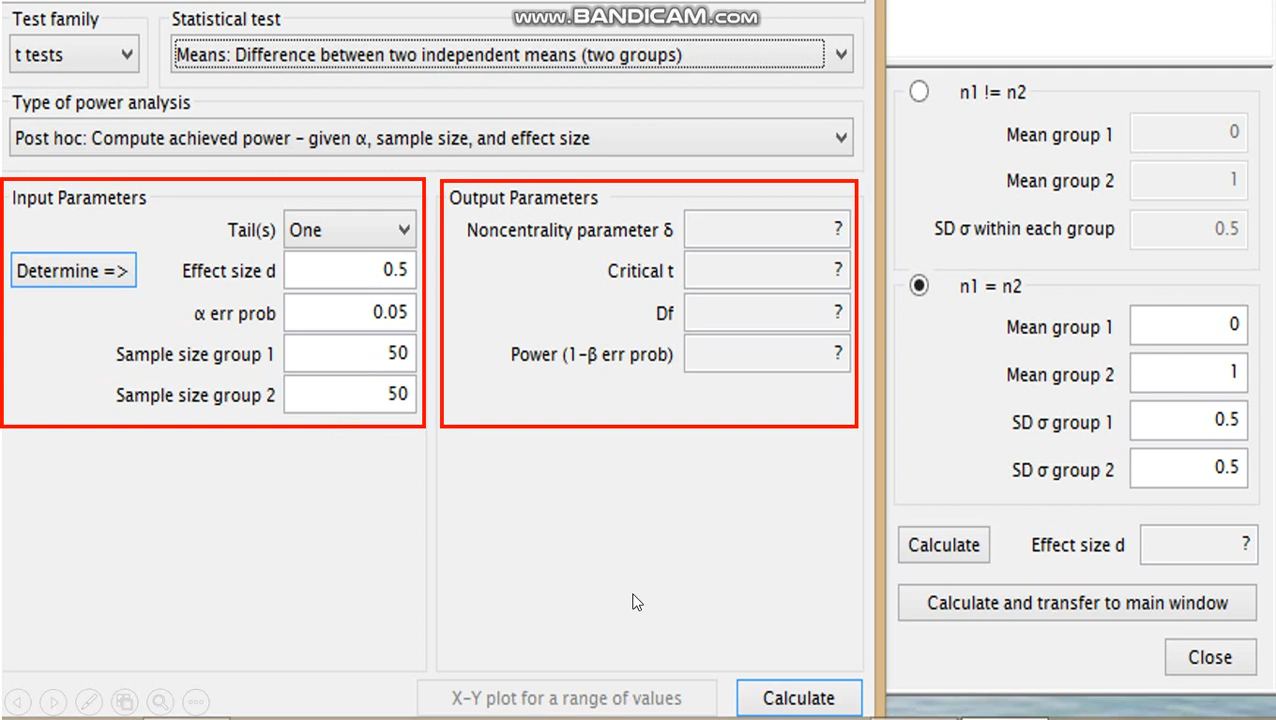 www.BANDICAM.com
Test family
Statistical test
t tests
Means: Difference between two independent means (two groups)
Type of power analysis
Post hoc: Compute achieved power – given α, sample size, and effect size
Input Parameters
Tail(s) One
Determine => Effect size d 0.5
α err prob 0.05
Sample size group 1 50
Sample size group 2 50
Output Parameters
Noncentrality parameter δ ?
Critical t ?
Df ?
Power (1-β err prob) ?
X-Y plot for a range of values
Calculate
n1 != n2
Mean group 1 0
Mean group 2 1
SD σ within each group 0.5
n1 = n2
Mean group 1 0
Mean group 2 1
SD σ group 1 0.5
SD σ group 2 0.5
Calculate Effect size d ?
Calculate and transfer to main window
Close